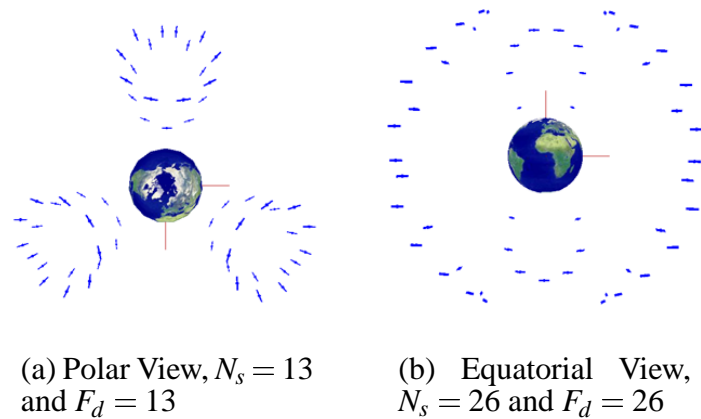 (a) Polar View, N_s = 13
and F_d = 13
(b) Equatorial View,
N_s = 26 and F_d = 26